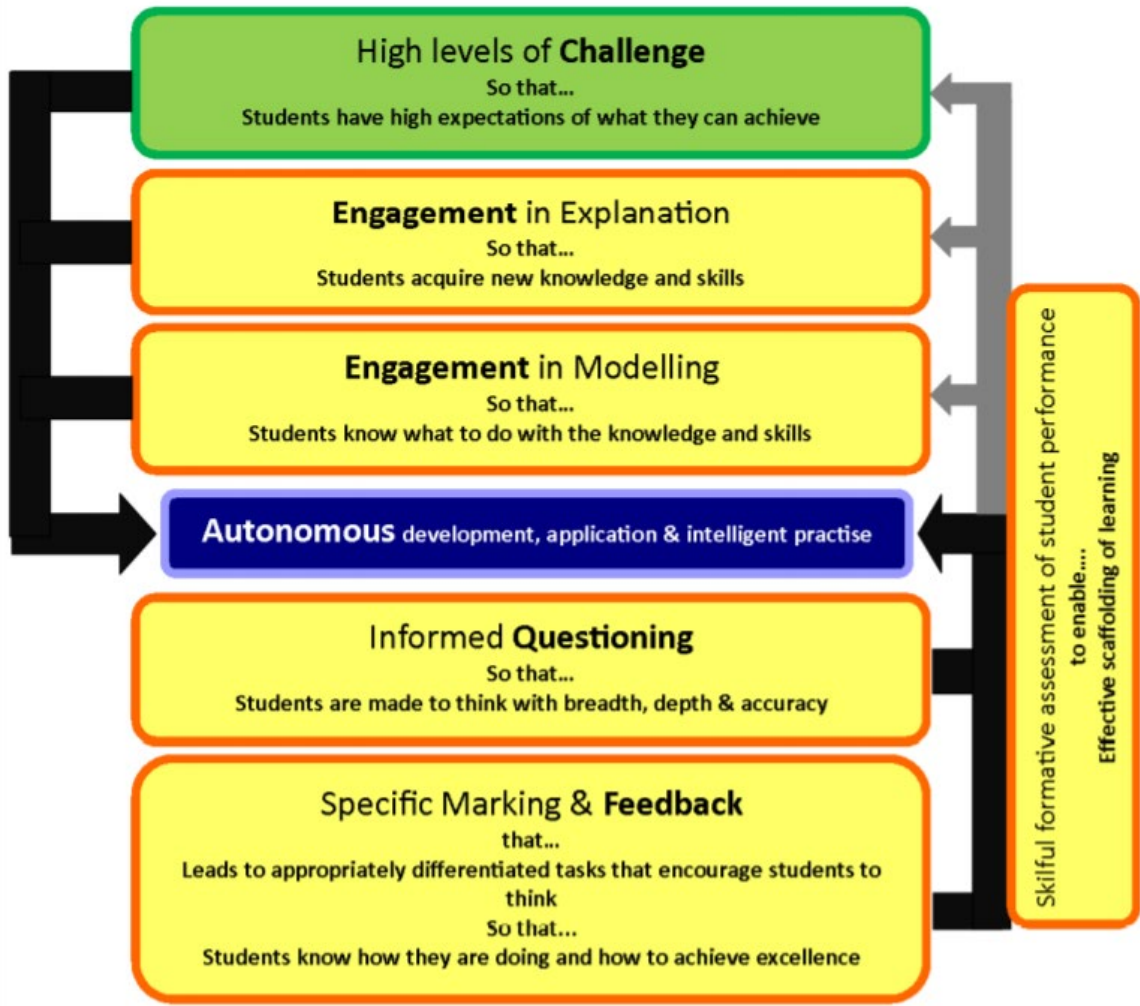 High levels of Challenge
So that...
Students have high expectations of what they can achieve
Engagement in Explanation
So that...
Students acquire new knowledge and skills
Engagement in Modelling
So that...
Students know what to do with the knowledge and skills
Autonomous development, application & intelligent practise
Informed Questioning
So that...
Students are made to think with breadth, depth & accuracy
Specific Marking & Feedback
that...
Leads to appropriately differentiated tasks that encourage students to
think
So that...
Students know how they are doing and how to achieve excellence
Skilful formative assessment of student performance
to enable....
Effective scaffolding of learning